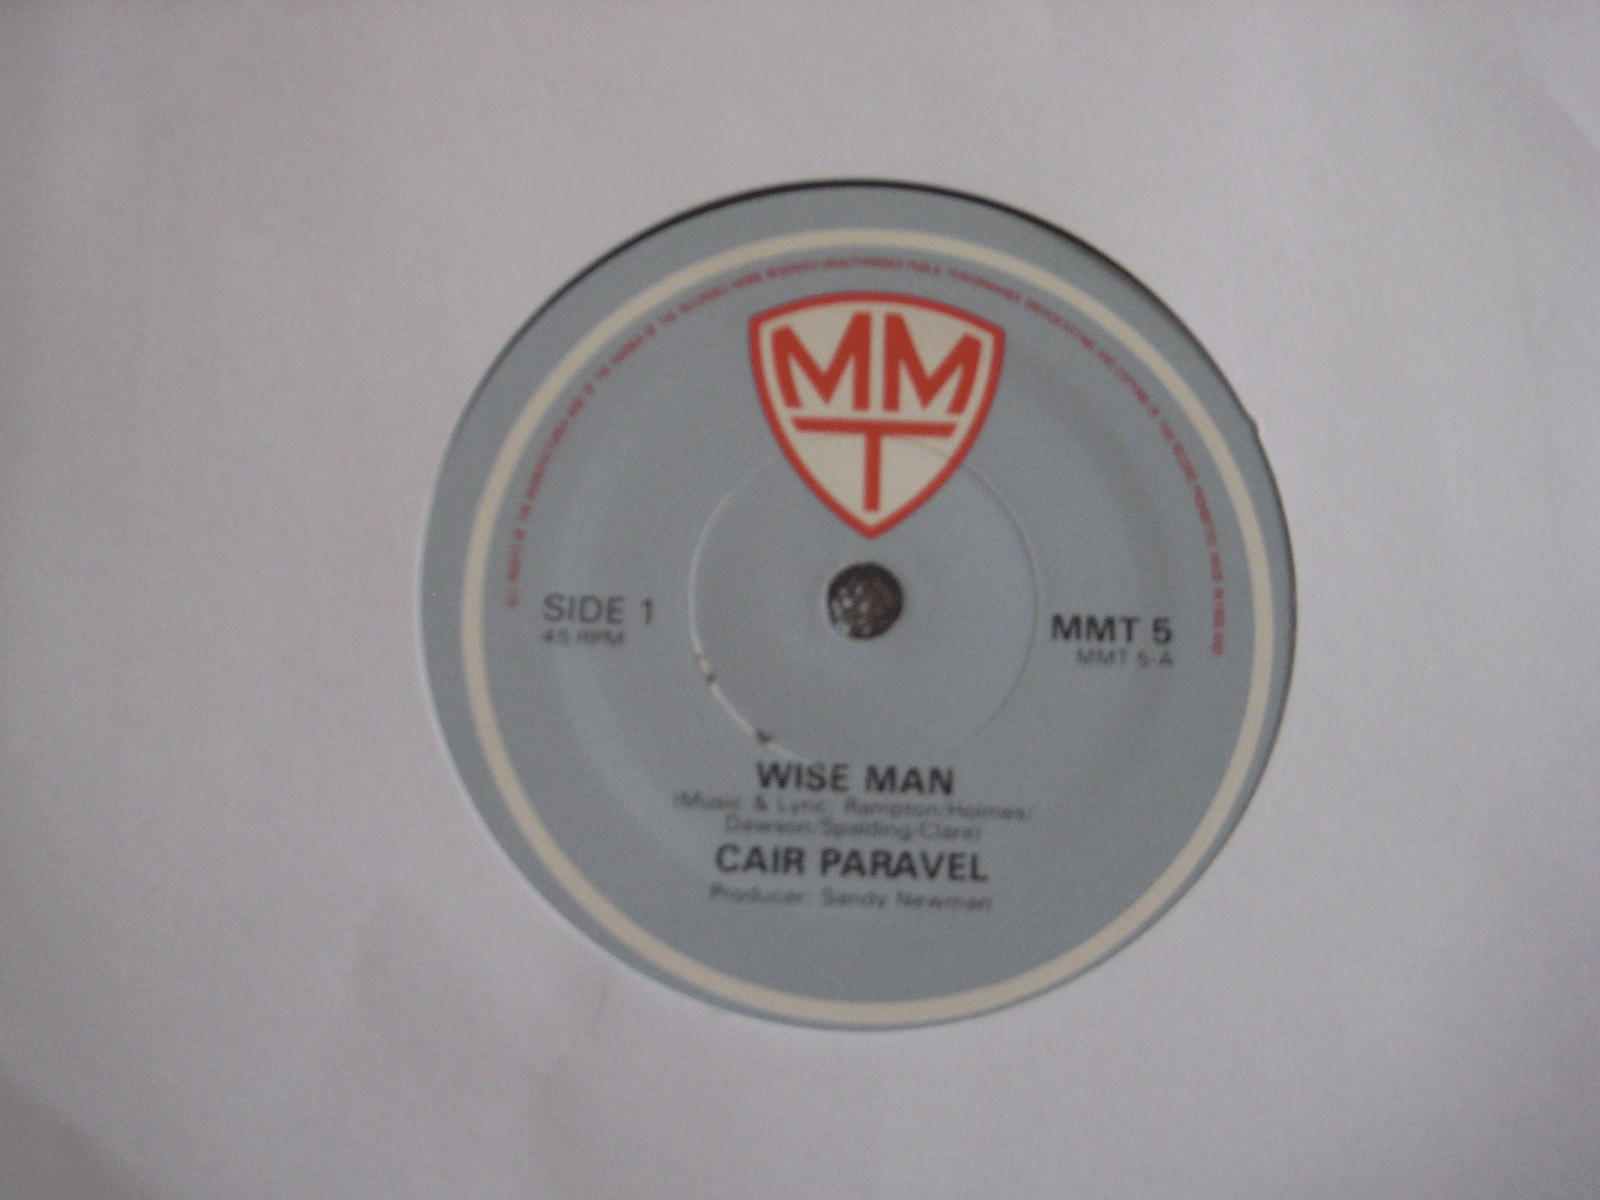 MM
T
SIDE 1
45 RPM
MMT 5
MMT 5-A
WISE MAN
(Music & Lyric: Rampton/Holmes/
Dawson/Spalding/Clare)
CAIR PARAVEL
Producer: Sandy Newman